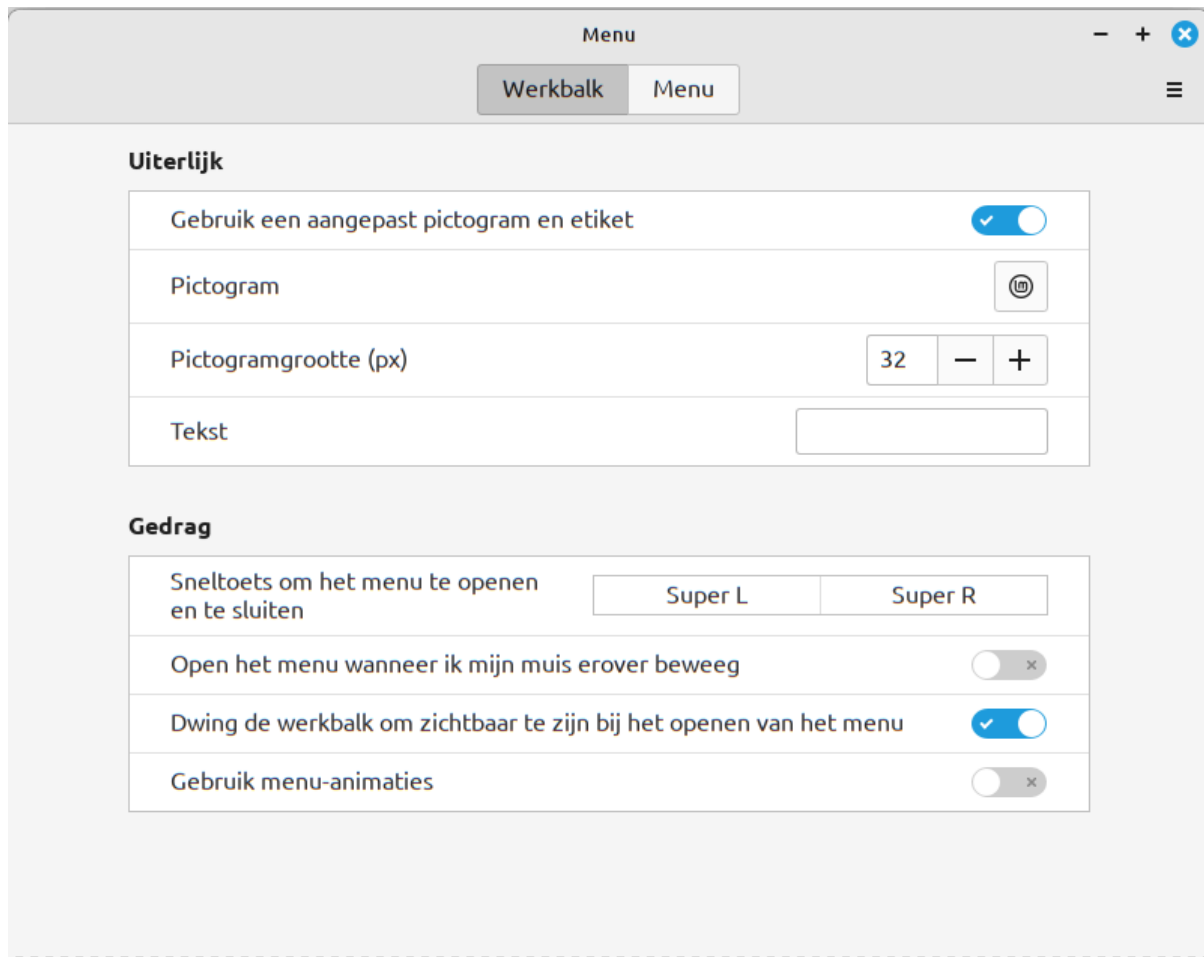 Menu
Werkbalk Menu
Uiterlijk
Gebruik een aangepast pictogram en etiket
Pictogram
Pictogramgrootte (px) 32
Tekst
Gedrag
Sneltoets om het menu te openen
en te sluiten
Super L Super R
Open het menu wanneer ik mijn muis erover beweeg
Dwing de werkbalk om zichtbaar te zijn bij het openen van het menu
Gebruik menu-animaties